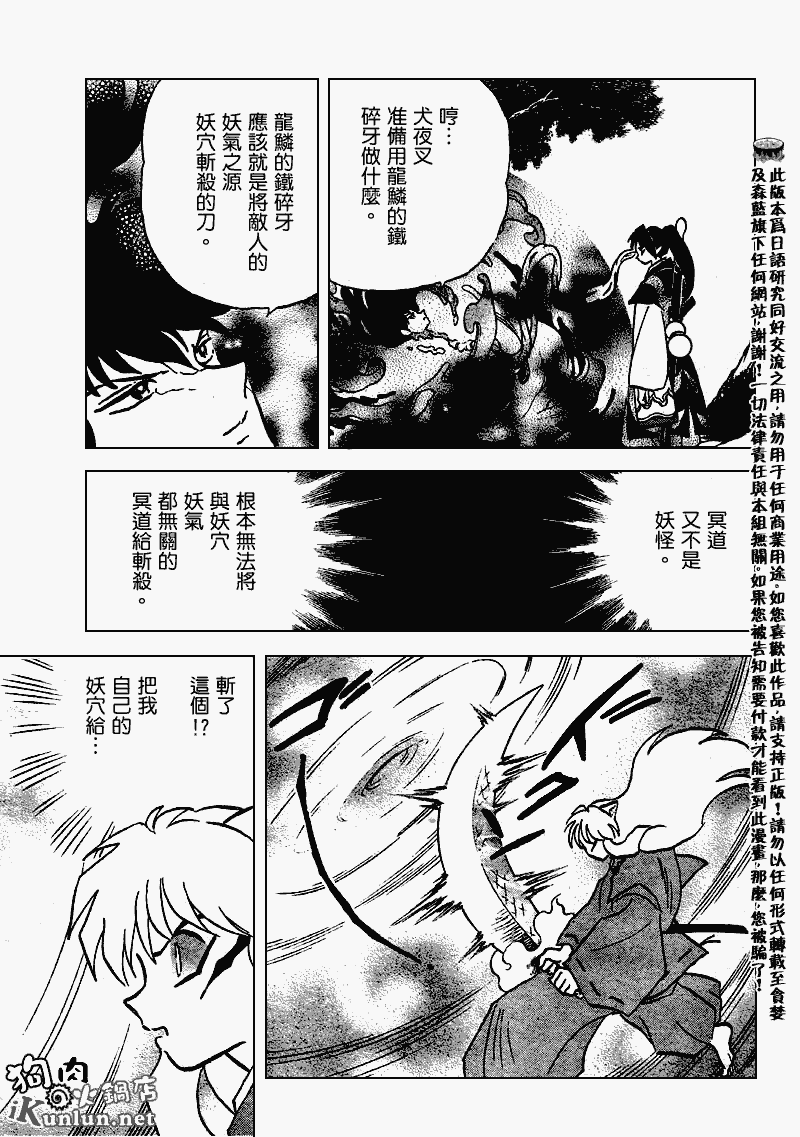 哼…
犬夜叉
准備用龍鱗的鐵
碎牙做什麼。
龍鱗的鐵碎牙
應該就是將敵人的
妖氣之源
妖穴斬殺的刀。
冥道
又不是
妖怪。
根本無法將
與妖穴
妖氣
都無關的
冥道給斬殺。
斬了
這個!?
把我
自己的
妖穴給…
此版本爲日語研究同好交流之用,請勿用于任何商業用途。如您喜歡此作品,請支持正版!請勿以任何形式轉載至貪婪
及森藍旗下任何網站,謝謝!一切法律責任與本組無關。如果您被告知需要付款才能看到此漫畫,那麼,您被騙了!
狗肉
火鍋店
iKunlun.net